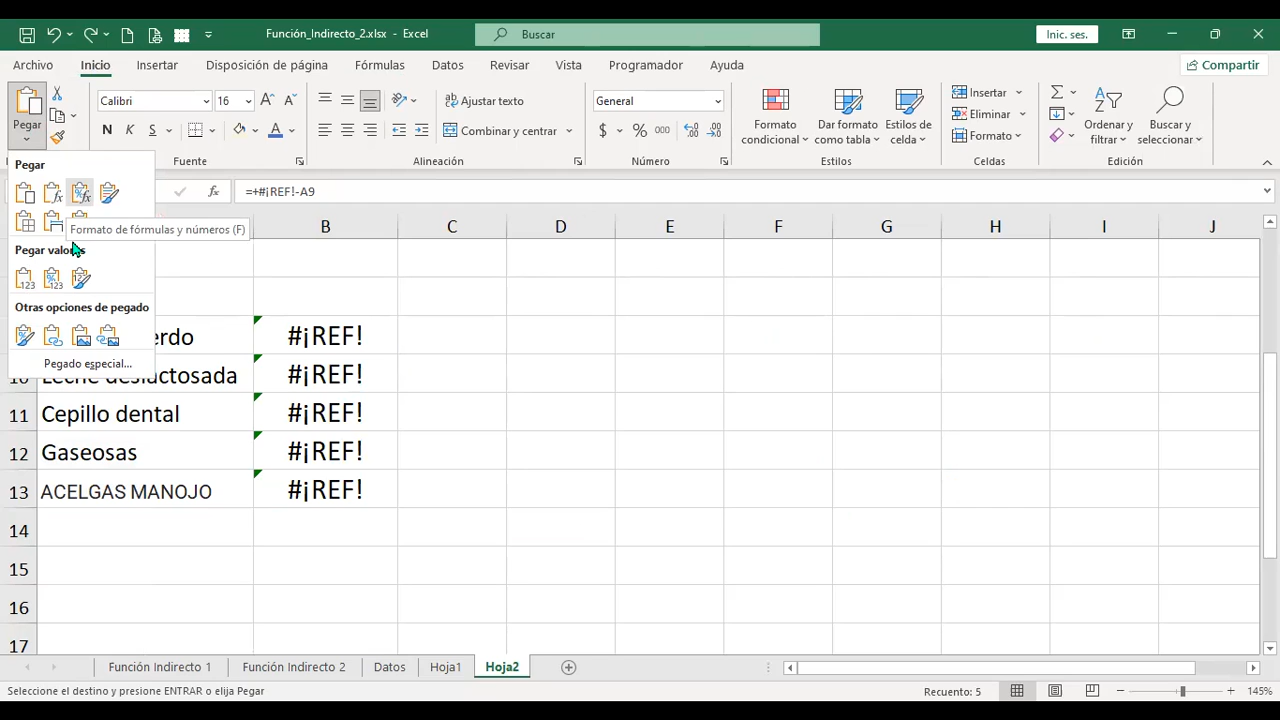 Función_Indirecto_2.xlsx - Excel
Buscar
Inic. ses.
Archivo Inicio Insertar Disposición de página Fórmulas Datos Revisar Vista Programador Ayuda
Compartir
Pegar
Calibri 16
N K S
Ajustar texto
Combinar y centrar
General
$ % 000
Formato condicional
Dar formato como tabla
Estilos de celda
Insertar
Eliminar
Formato
Ordenar y filtrar
Buscar y seleccionar
Fuente Alineación Número Estilos Celdas Edición
=+#¡REF!-A9
Pegar
Formato de fórmulas y números (F)
Pegar valores
Otras opciones de pegado
Pegado especial...
B C D E F G H I J
erdo #¡REF!
Leche deslactosada #¡REF!
11 Cepillo dental #¡REF!
12 Gaseosas #¡REF!
13 ACELGAS MANOJO #¡REF!
14
15
16
17
Función Indirecto 1 Función Indirecto 2 Datos Hoja1 Hoja2
Seleccione el destino y presione ENTRAR o elija Pegar
Recuento: 5
145%